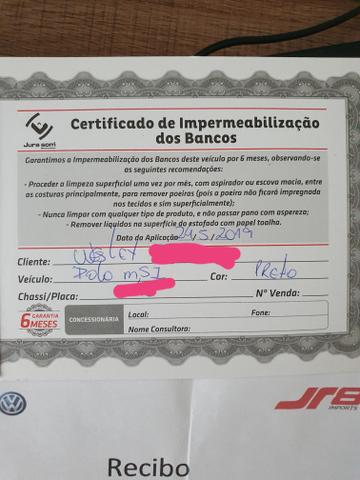 Jura som
Certificado de Impermeabilização
dos Bancos
Garantimos a Impermeabilização dos Bancos deste veículo por 6 meses, observando-se
as seguintes recomendações:
- Proceder a limpeza superficial uma vez por mês, com aspirador ou escova macia, entre
as costuras principalmente, para remover poeiras (pois a poeira não ficará impregnada
nos tecidos e sim superficialmente);
- Nunca limpar com qualquer tipo de produto, e não passar pano com aspereza;
- Remover líquidos na superfície do estofado com papel toalha.
Data da Aplicação 24,5,2019
Cliente: Weslley
Veículo: Polo MSI Cor: Preto
Chassi/Placa: Nº Venda:
GARANTIA
6 MESES
CONCESSIONÁRIA
Local: Fone:
Nome Consultora:
JRB
IMPORTS
Recibo